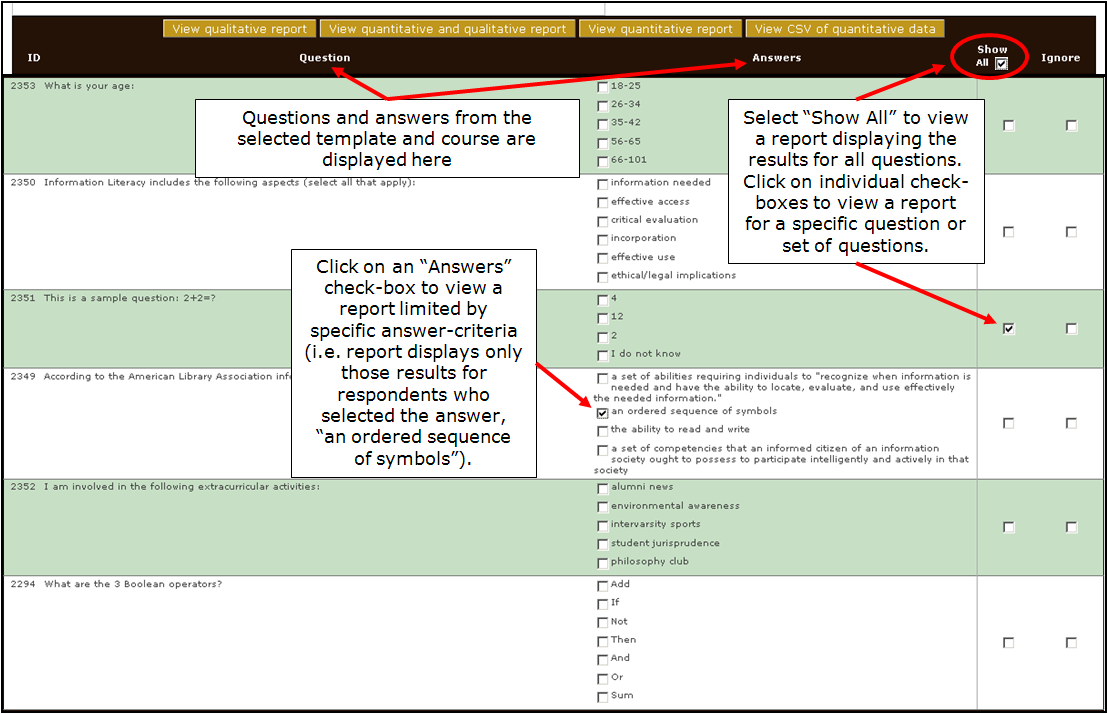 View qualitative report
View quantitative and qualitative report
View quantitative report
View CSV of quantitative data
ID
Question
Answers
Show
All
Ignore
2353 What is your age:
18-25
26-34
35-42
56-65
66-101
Questions and answers from the
selected template and course are
displayed here
Select “Show All” to view
a report displaying the
results for all questions.
Click on individual check-
boxes to view a report
for a specific question or
set of questions.
2350 Information Literacy includes the following aspects (select all that apply):
information needed
effective access
critical evaluation
incorporation
effective use
ethical/legal implications
Click on an “Answers”
check-box to view a
report limited by
specific answer-criteria
(i.e. report displays only
those results for
respondents who
selected the answer,
“an ordered sequence
of symbols”).
2351 This is a sample question: 2+2=?
4
12
2
I do not know
2349 According to the American Library Association inf
a set of abilities requiring individuals to "recognize when information is
needed and have the ability to locate, evaluate, and use effectively
the needed information."
an ordered sequence of symbols
the ability to read and write
a set of competencies that an informed citizen of an information
society ought to possess to participate intelligently and actively in that
society
2352 I am involved in the following extracurricular activities:
alumni news
environmental awareness
intervarsity sports
student jurisprudence
philosophy club
2294 What are the 3 Boolean operators?
Add
If
Not
Then
And
Or
Sum